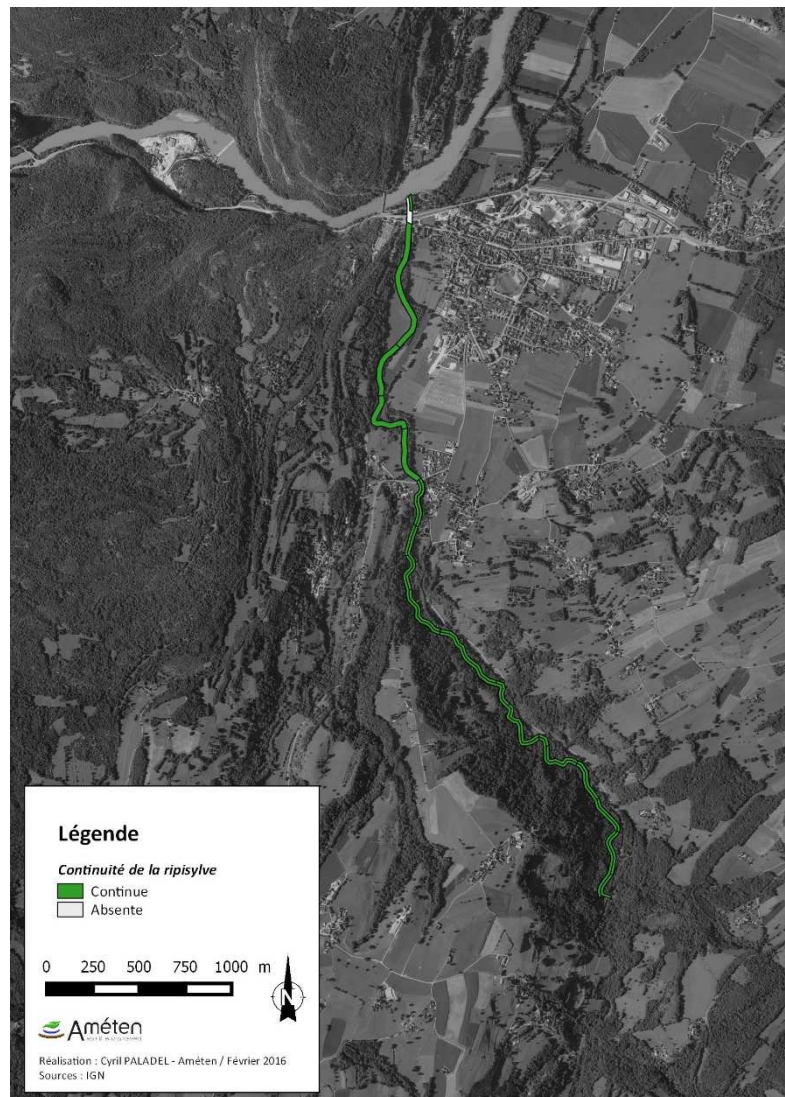 Légende
Continuité de la ripisylve
Continue
Absente
0 250 500 750 1000 m
N
Améten
Réalisation : Cyril PALADEL - Améten / Février 2016
Sources : IGN